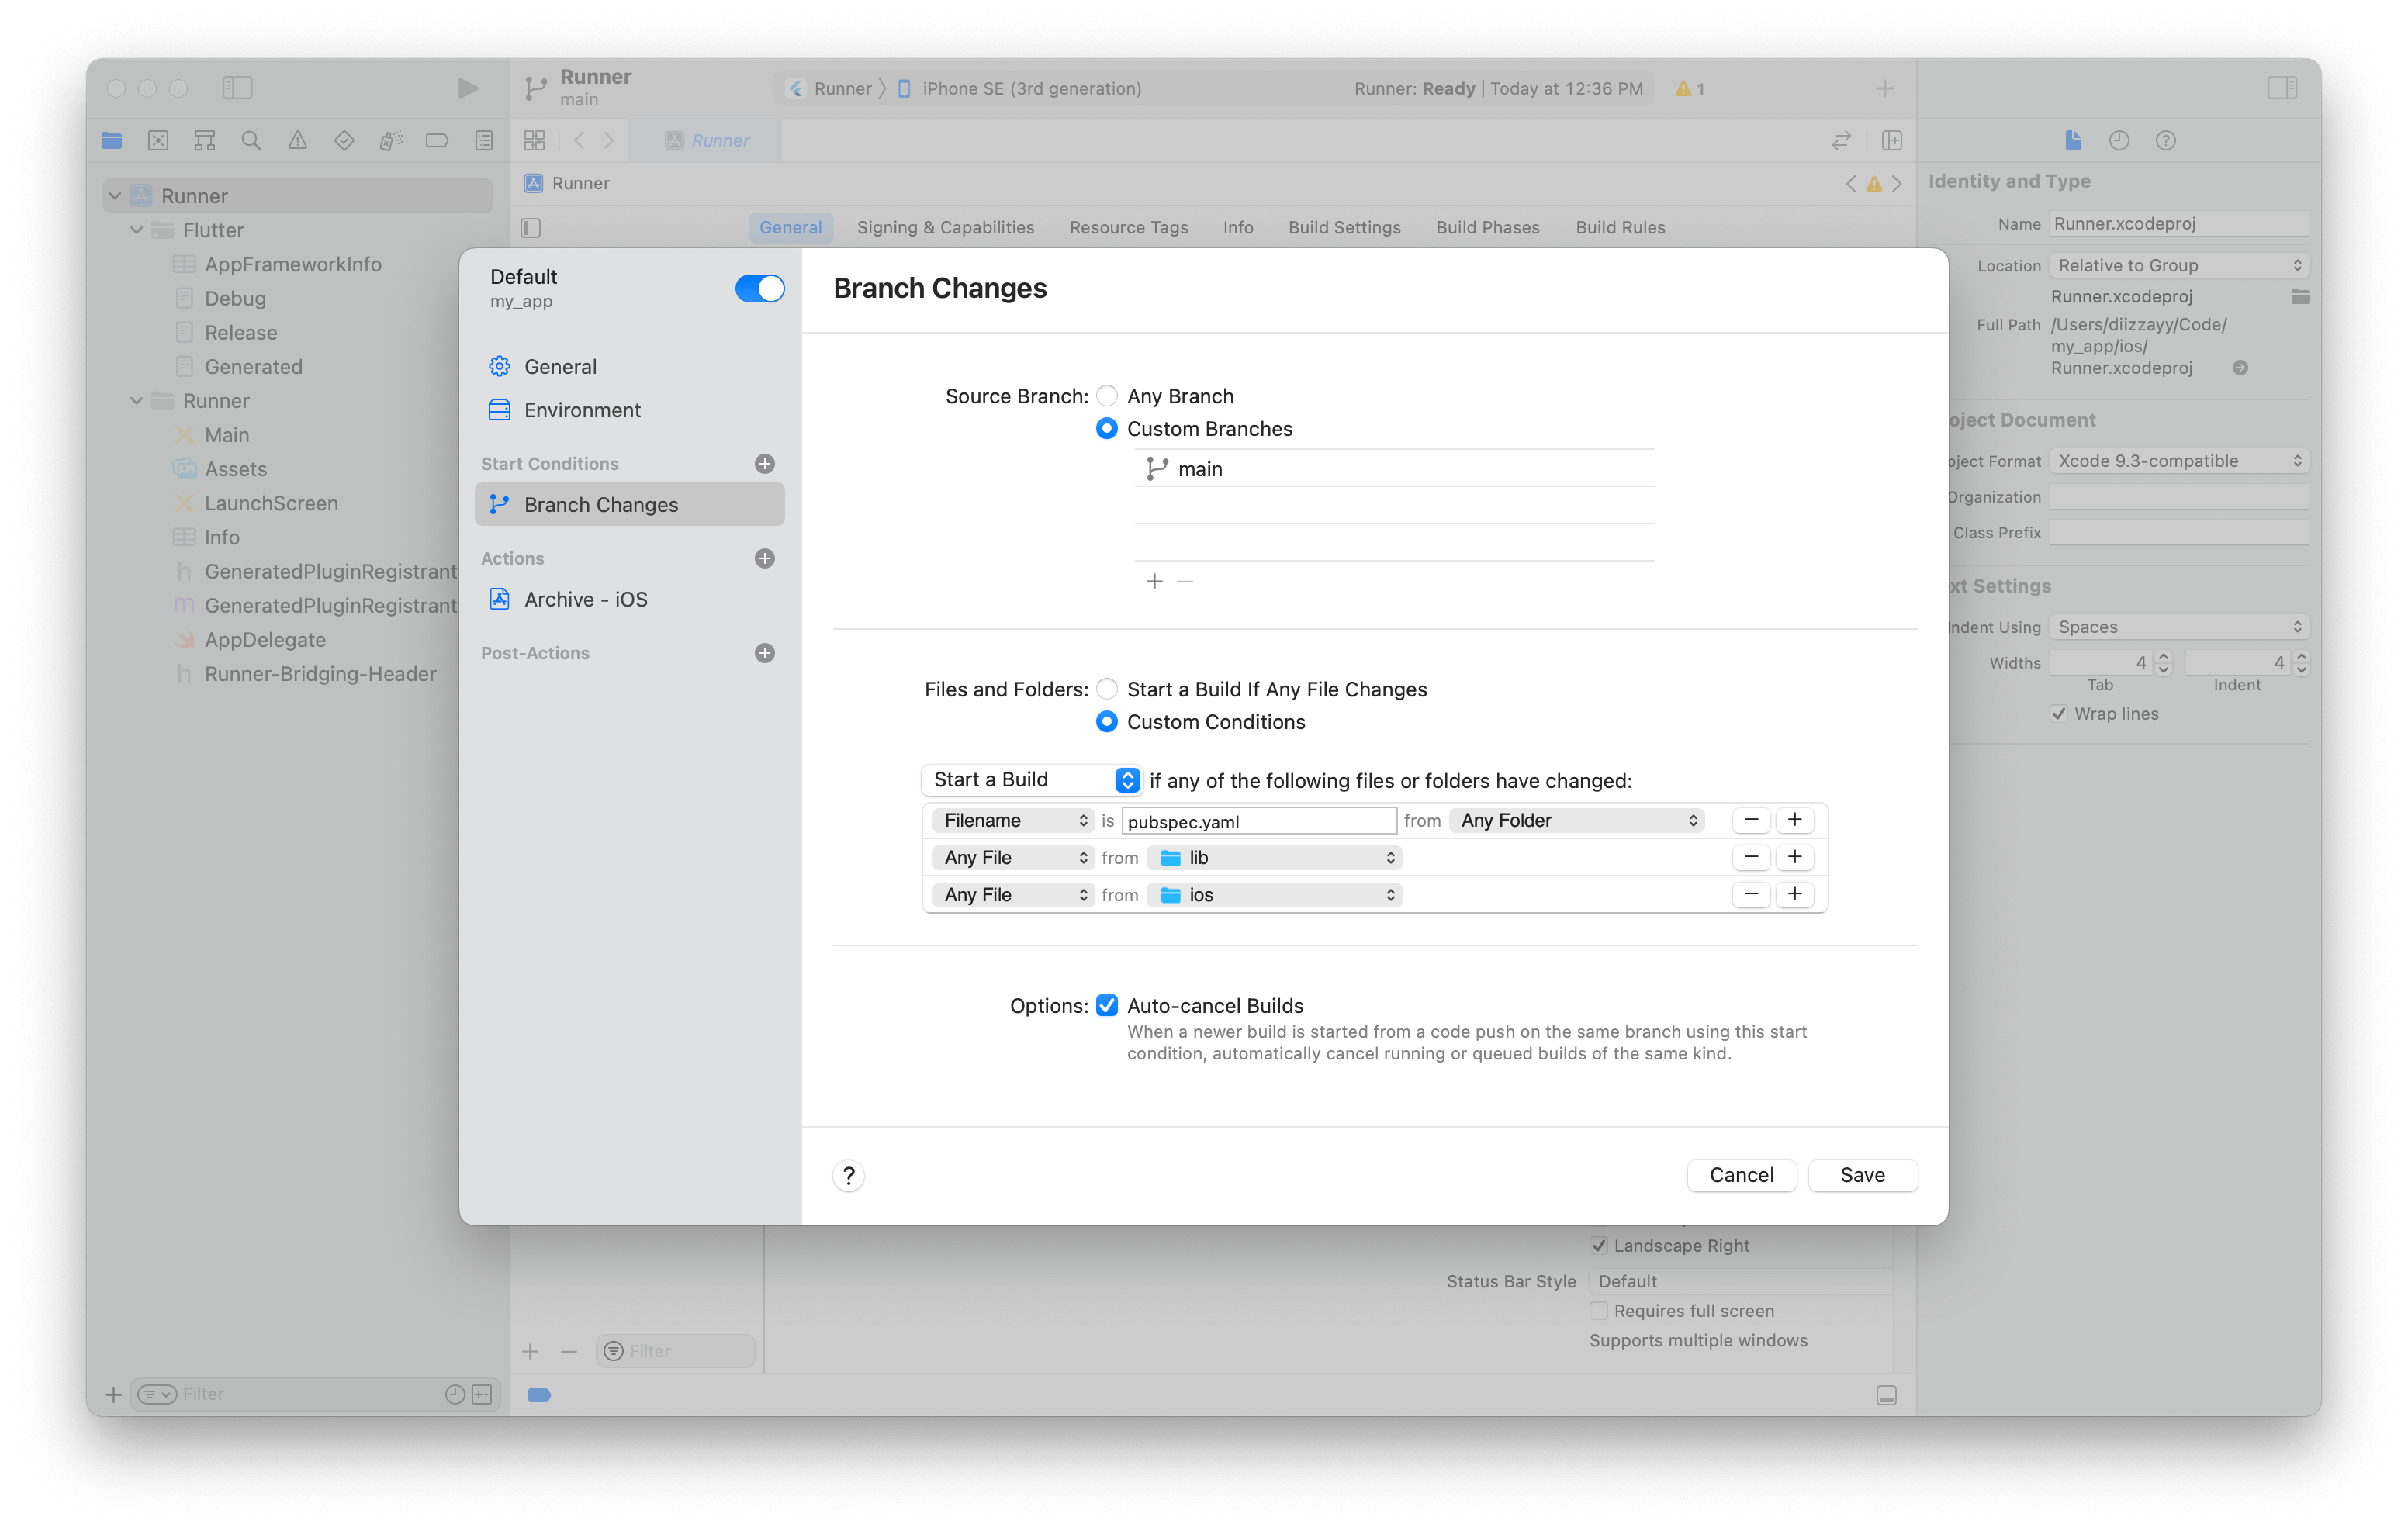 Runner
main
Runner
iPhone SE (3rd generation)
Runner: Ready | Today at 12:36 PM
1
Runner
Runner
General
Signing & Capabilities
Resource Tags
Info
Build Settings
Build Phases
Build Rules
Runner
Flutter
AppFrameworkInfo
Debug
Release
Generated
Runner
Main
Assets
LaunchScreen
Info
GeneratedPluginRegistrant
GeneratedPluginRegistrant
AppDelegate
Runner-Bridging-Header
Filter
Default
my_app
General
Environment
Start Conditions
Branch Changes
Actions
Archive - iOS
Post-Actions
Branch Changes
Source Branch:
Any Branch
Custom Branches
main
Files and Folders:
Start a Build If Any File Changes
Custom Conditions
Start a Build if any of the following files or folders have changed:
Filename is pubspec.yaml from Any Folder
Any File from lib
Any File from ios
Options:
Auto-cancel Builds
When a newer build is started from a code push on the same branch using this start
condition, automatically cancel running or queued builds of the same kind.
?
Cancel
Save
Landscape Right
Status Bar Style Default
Requires full screen
Supports multiple windows
Filter
Identity and Type
Name Runner.xcodeproj
Location Relative to Group
Runner.xcodeproj
Full Path /Users/diizzayy/Code/
my_app/ios/
Runner.xcodeproj
oject Document
oject Format Xcode 9.3-compatible
Organization
Class Prefix
xt Settings
Indent Using Spaces
Widths 4 4
Tab Indent
Wrap lines